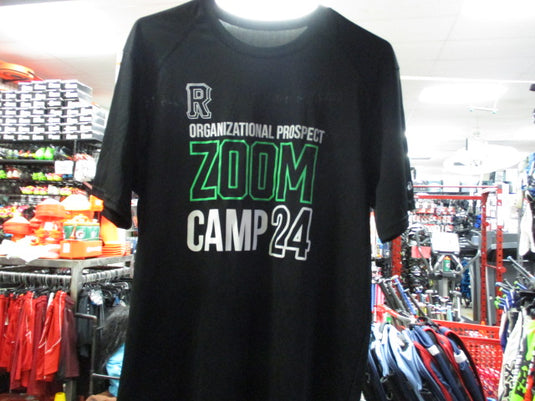 R
ORGANIZATIONAL PROSPECT
ZOOM
CAMP 24